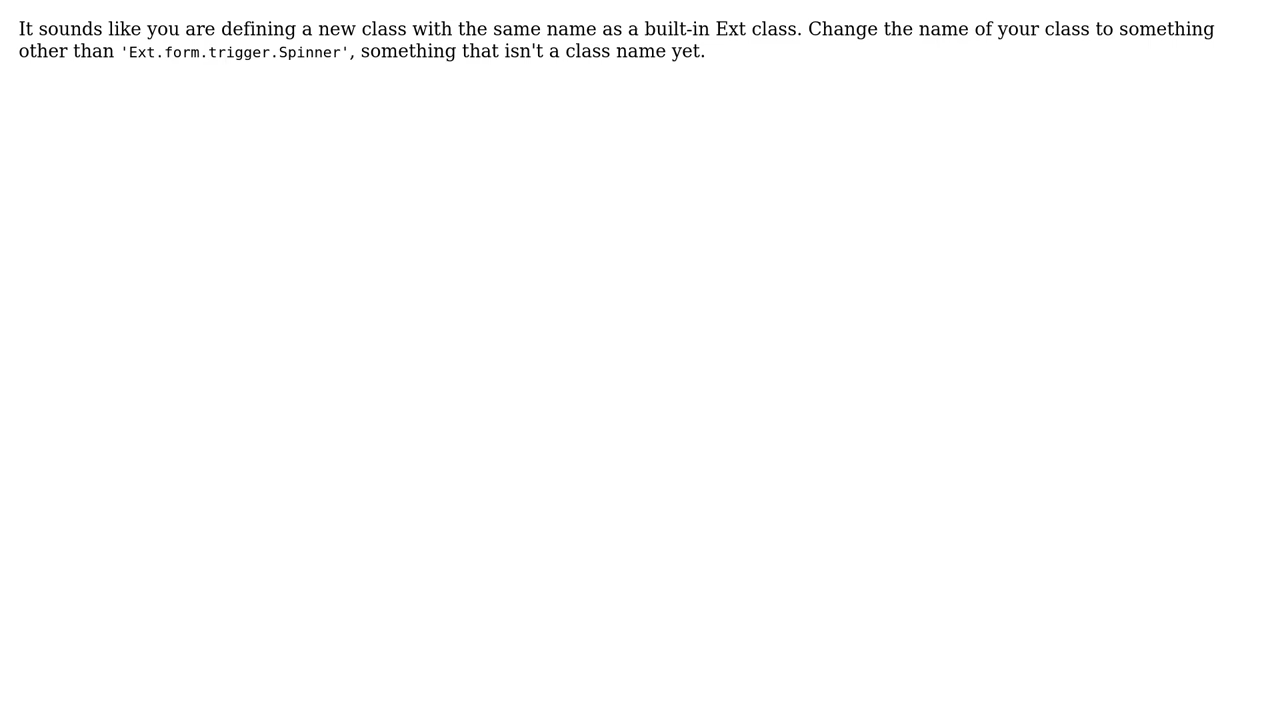 It sounds like you are defining a new class with the same name as a built-in Ext class. Change the name of your class to something
other than 'Ext.form.trigger.Spinner', something that isn't a class name yet.